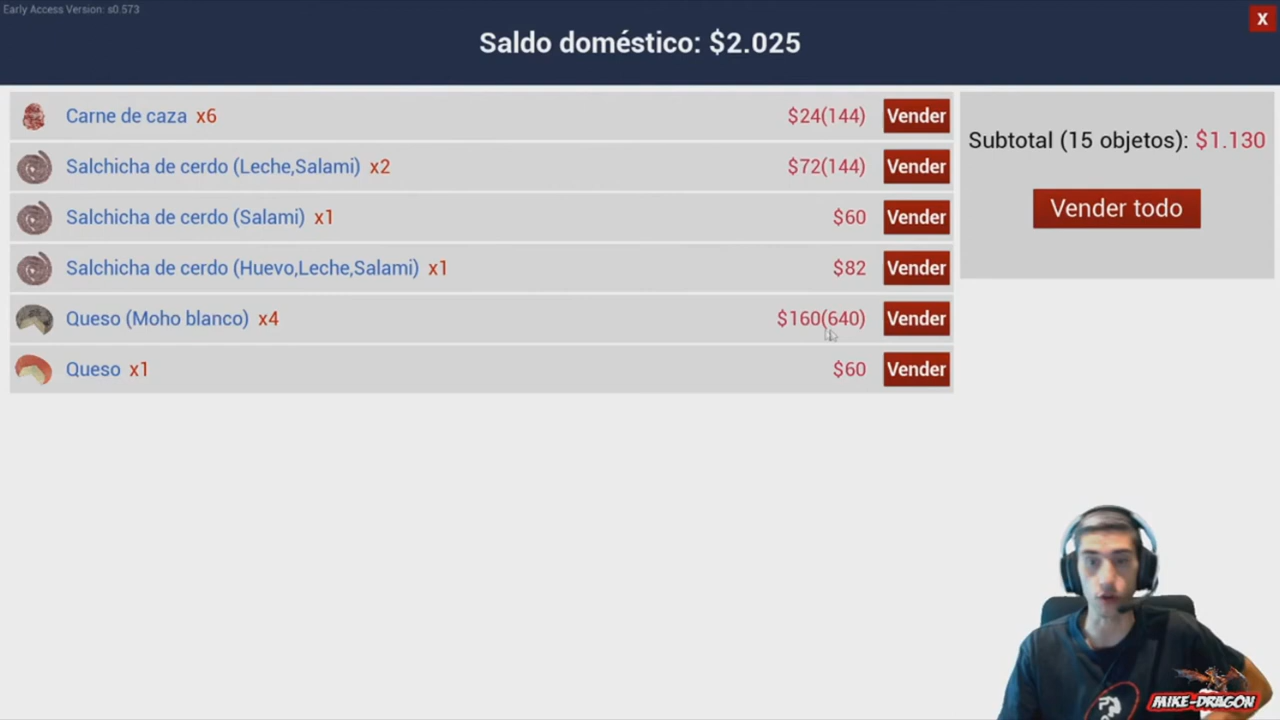 Early Access Version: s0.573
Saldo doméstico: $2.025
X
Carne de caza x6 $24(144) Vender
Salchicha de cerdo (Leche,Salami) x2 $72(144) Vender
Salchicha de cerdo (Salami) x1 $60 Vender
Salchicha de cerdo (Huevo,Leche,Salami) x1 $82 Vender
Queso (Moho blanco) x4 $160(640) Vender
Queso x1 $60 Vender
Subtotal (15 objetos): $1.130
Vender todo
MIKE-DRAGON